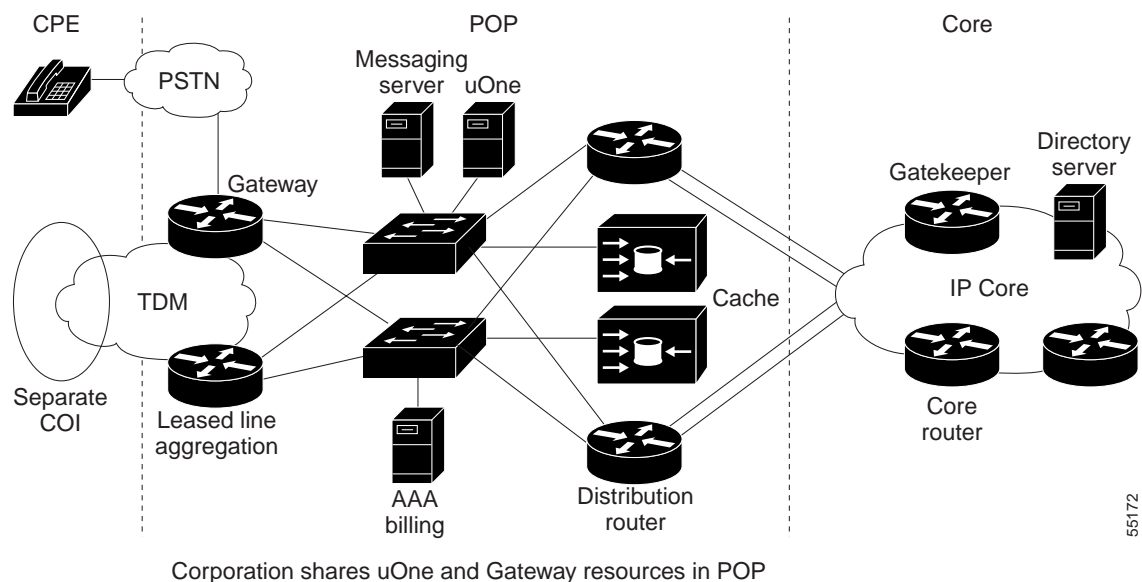 CPE
POP
Core
PSTN
Messaging
server
uOne
Gateway
Gatekeeper
Directory
server
TDM
Cache
IP Core
Separate
COI
Leased line
aggregation
AAA
billing
Distribution
router
Core
router
55172
Corporation shares uOne and Gateway resources in POP